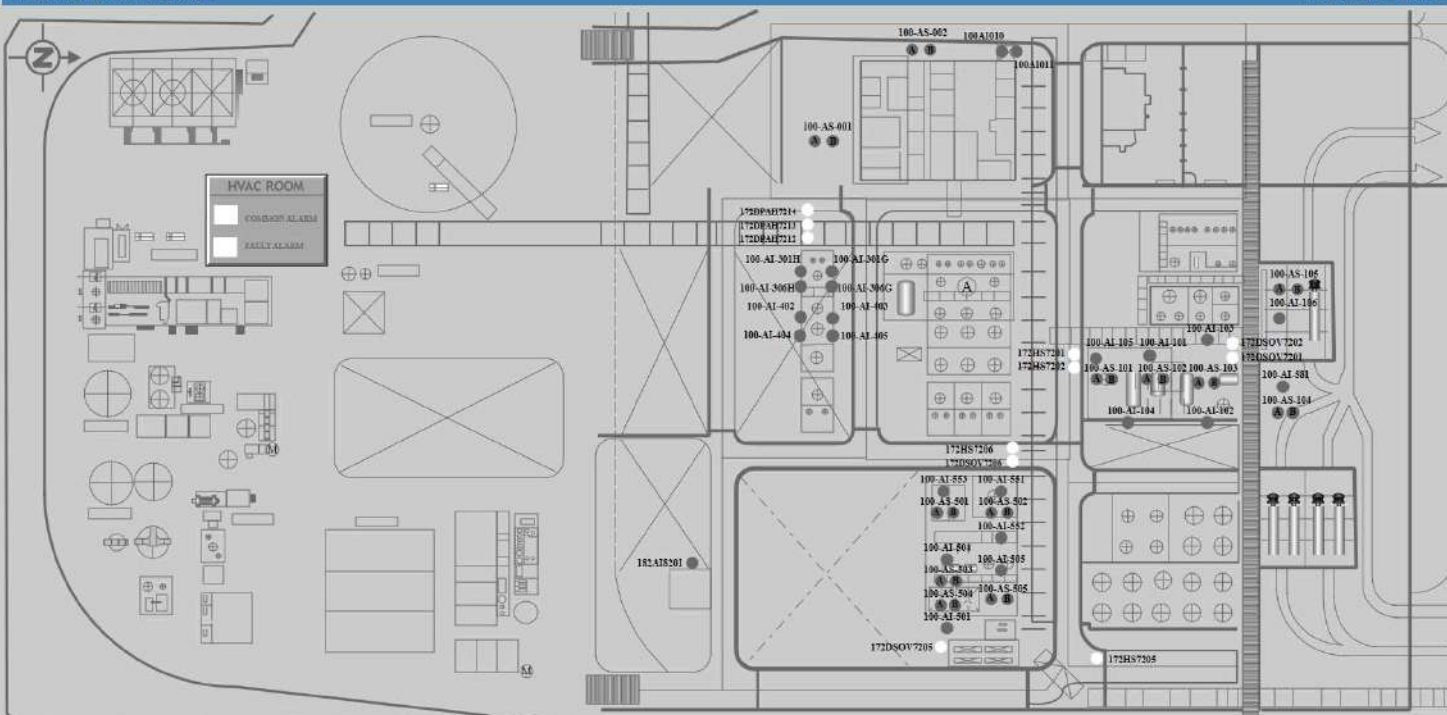 N
100-AS-002
A B
100AI010
100AI011
100-AS-001
A B
HVAC ROOM
COMMON ALARM
FAULT ALARM
172DPAH7214
172DPAH7213
172DPAH7212
100-AI-301H
100-AI-301G
100-AI-306H
100-AI-306G
100-AI-402
100-AI-403
100-AI-404
100-AI-405
A
100-AS-105
A B
100-AI-106
100-AI-103
172DSOV7202
172DSOV7201
172HS7201
172HS7202
100-AI-105
100-AI-101
100-AS-101
A B
100-AS-102
A B
100-AS-103
A B
100-AI-581
100-AS-104
A B
100-AI-104
100-AI-102
172HS7206
172DSOV7206
M
100-AI-553
100-AI-551
100-AS-501
A B
100-AS-502
A B
100-AI-552
182AI8201
100-AI-504
100-AI-505
100-AS-503
A B
100-AS-504
A B
100-AS-505
A B
100-AI-501
172DSOV7205
172HS7205
M